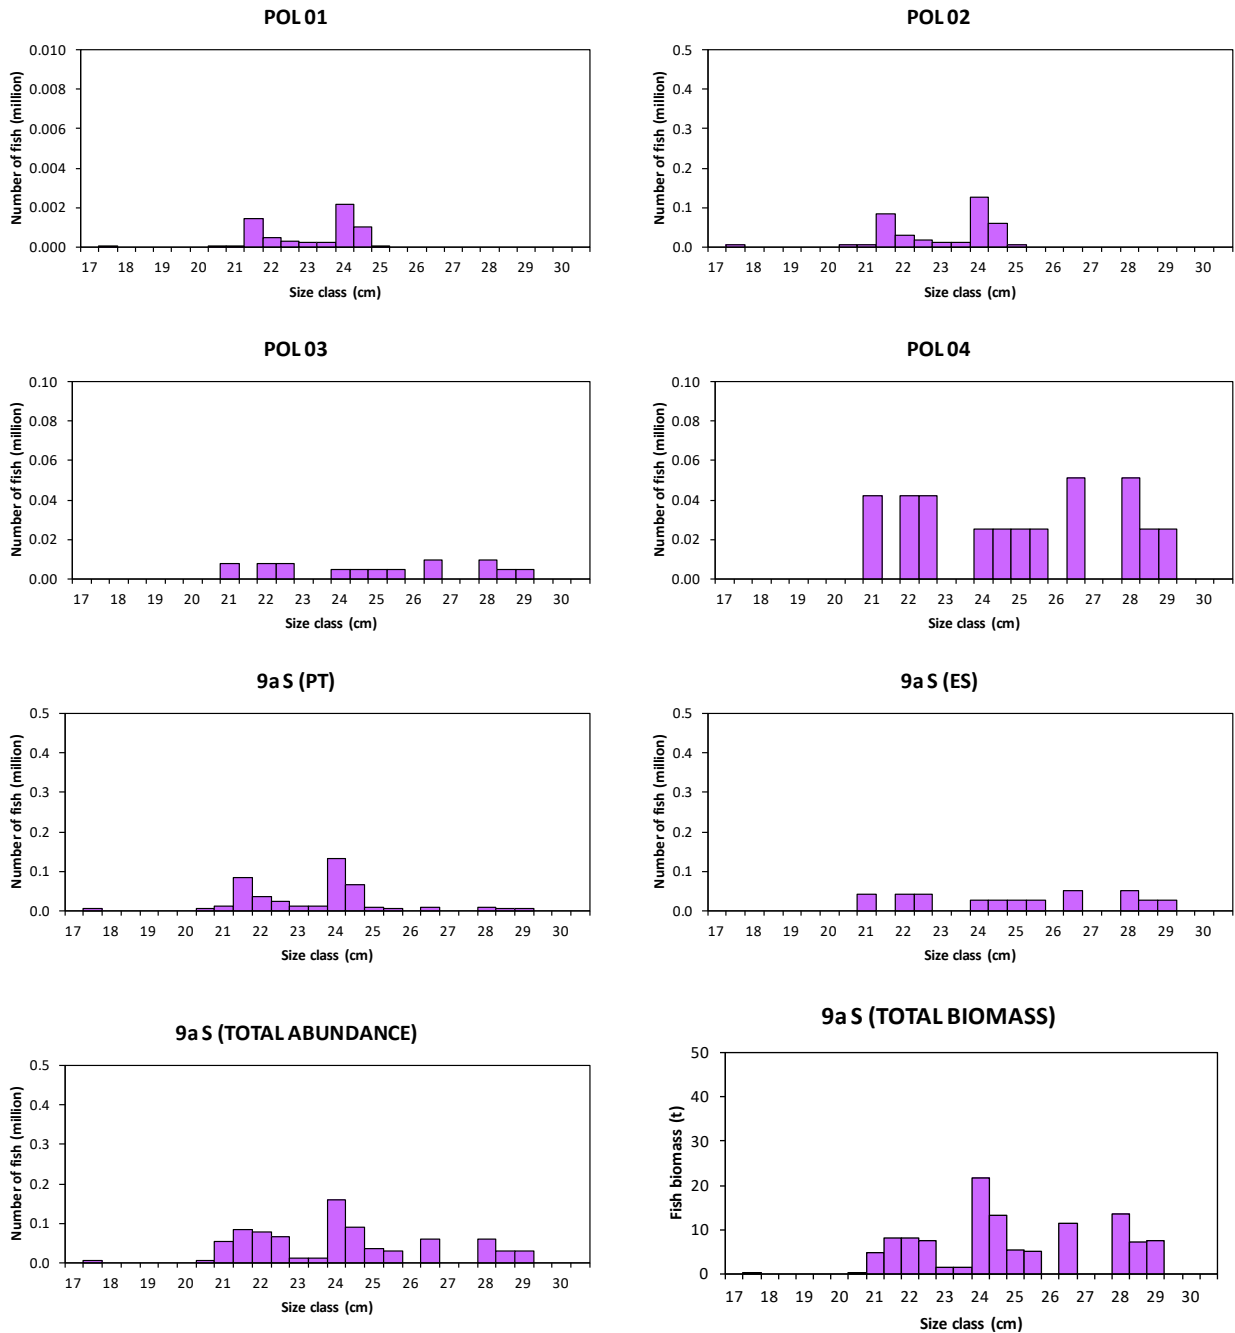 POL 01
0.010
0.008
0.006
0.004
0.002
0.000
Number of fish (million)
17 18 19 20 21 22 23 24 25 26 27 28 29 30
Size class (cm)
POL 02
0.5
0.4
0.3
0.2
0.1
0.0
Number of fish (million)
17 18 19 20 21 22 23 24 25 26 27 28 29 30
Size class (cm)
POL 03
0.10
0.08
0.06
0.04
0.02
0.00
Number of fish (million)
17 18 19 20 21 22 23 24 25 26 27 28 29 30
Size class (cm)
POL 04
0.10
0.08
0.06
0.04
0.02
0.00
Number of fish (million)
17 18 19 20 21 22 23 24 25 26 27 28 29 30
Size class (cm)
9a S (PT)
0.5
0.4
0.3
0.2
0.1
0.0
Number of fish (million)
17 18 19 20 21 22 23 24 25 26 27 28 29 30
Size class (cm)
9a S (ES)
0.5
0.4
0.3
0.2
0.1
0.0
Number of fish (million)
17 18 19 20 21 22 23 24 25 26 27 28 29 30
Size class (cm)
9a S (TOTAL ABUNDANCE)
0.5
0.4
0.3
0.2
0.1
0.0
Number of fish (million)
17 18 19 20 21 22 23 24 25 26 27 28 29 30
Size class (cm)
9a S (TOTAL BIOMASS)
50
40
30
20
10
0
Fish biomass (t)
17 18 19 20 21 22 23 24 25 26 27 28 29 30
Size class (cm)